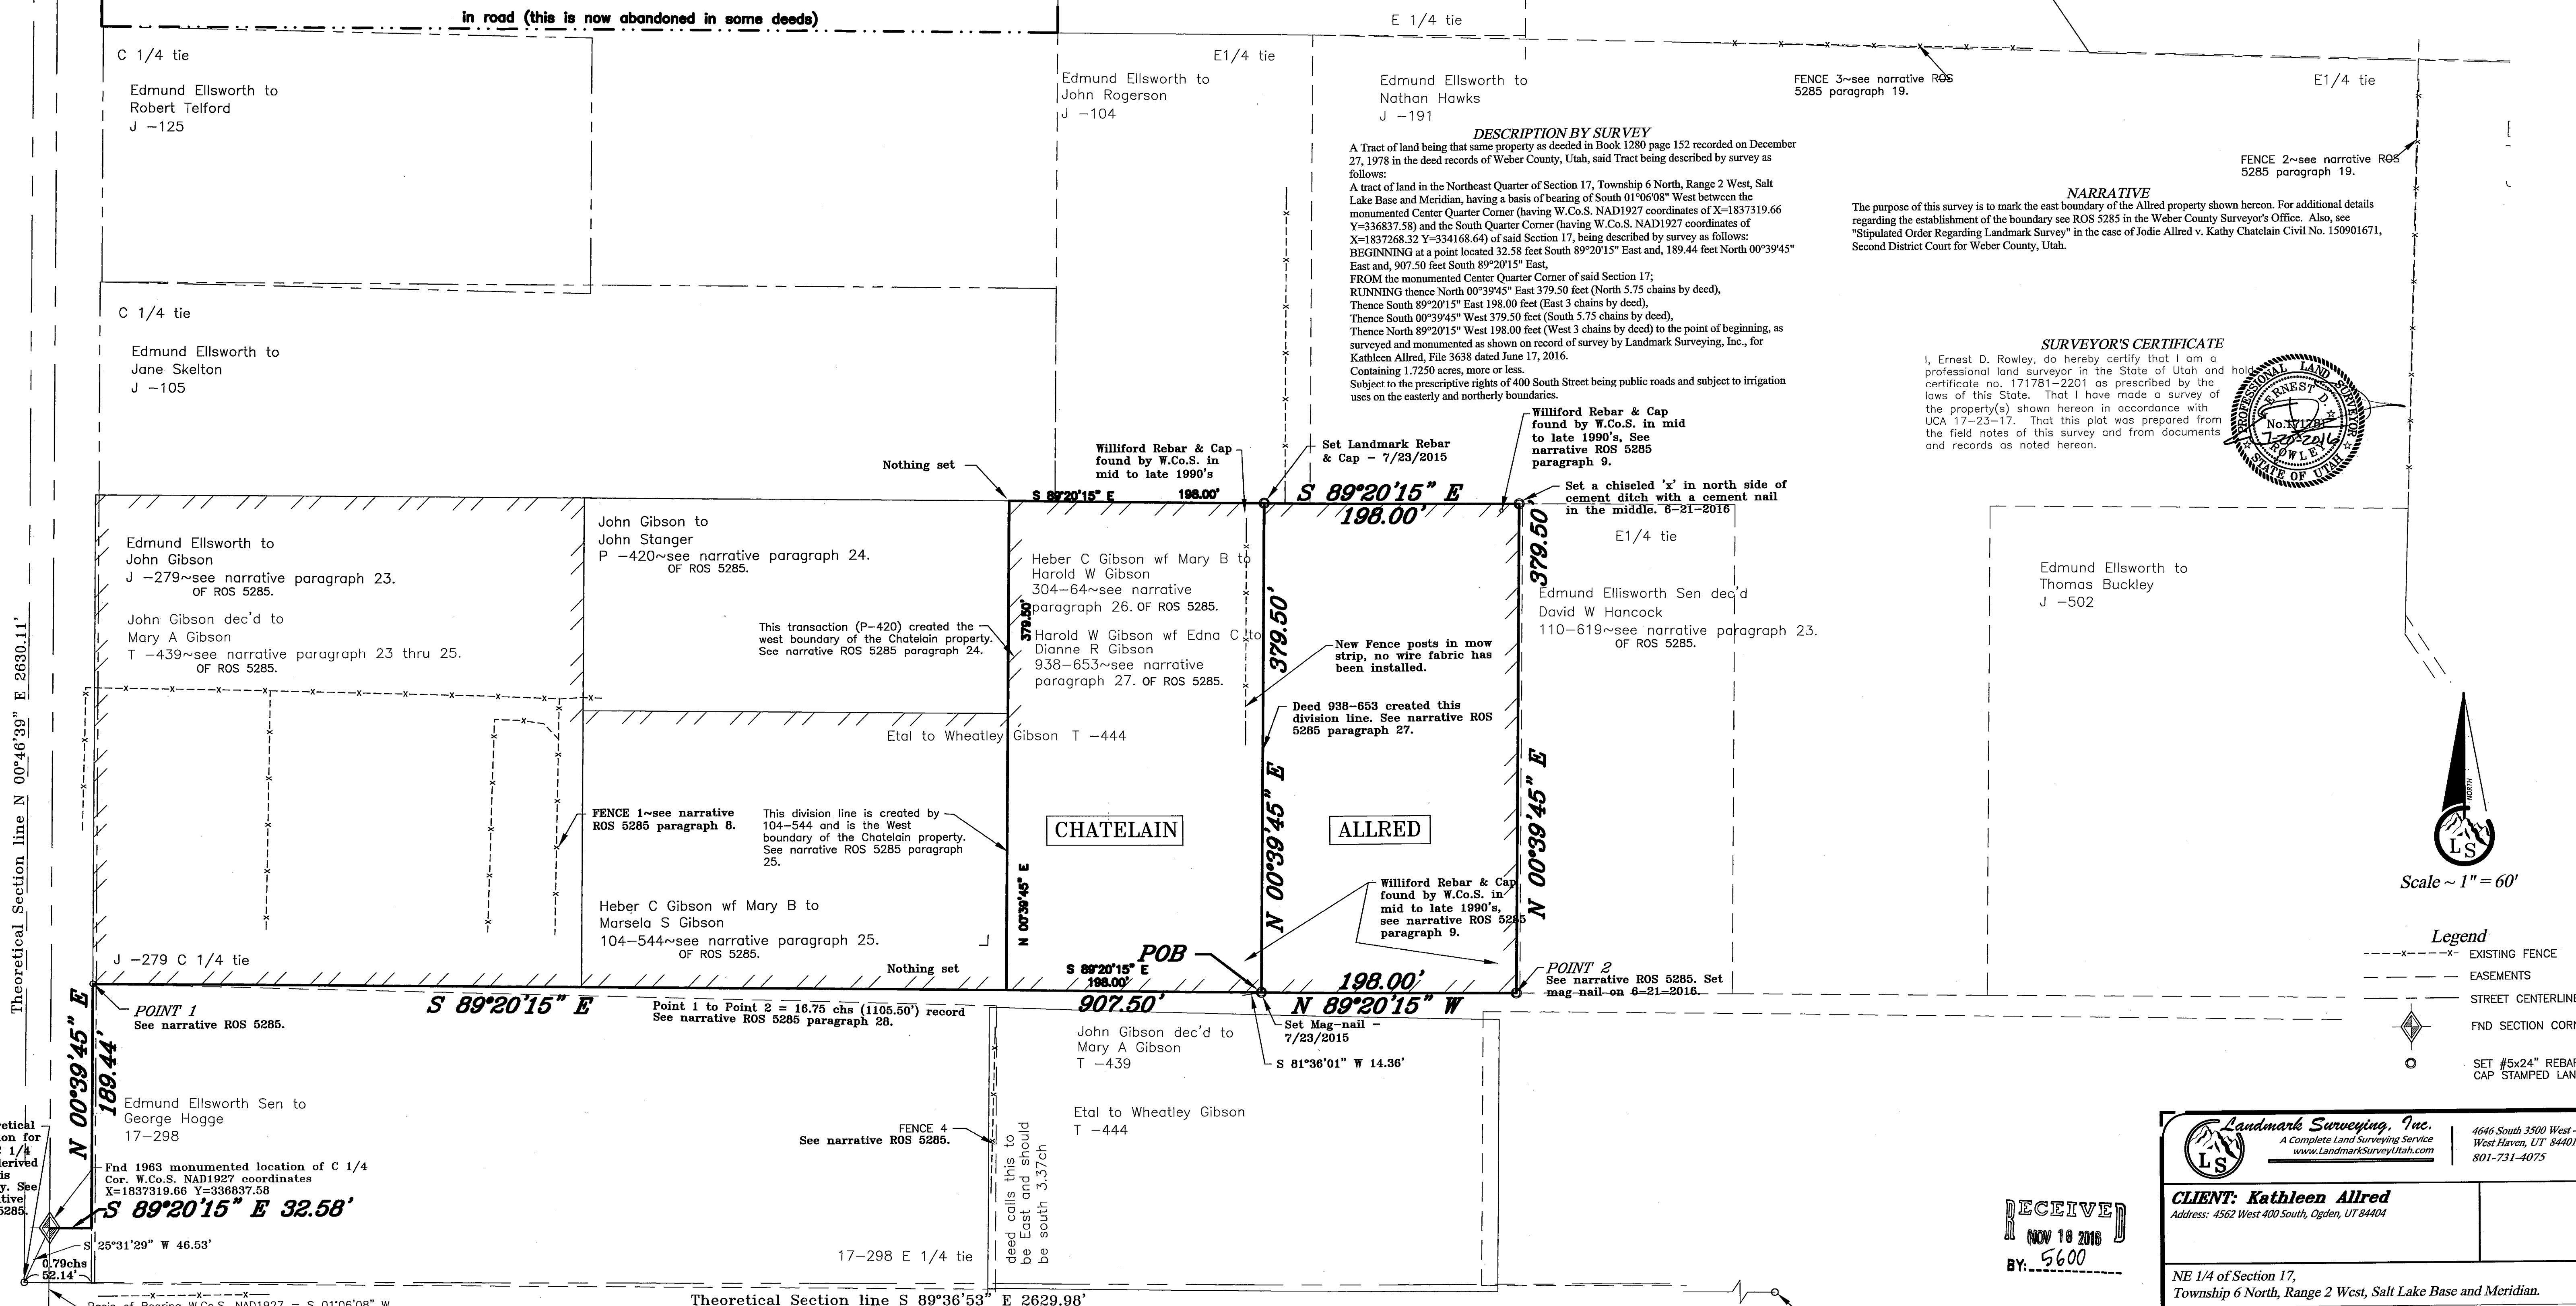 in road (this is now abandoned in some deeds)
E 1/4 tie
C 1/4 tie
Edmund Ellsworth to
Robert Telford
J -125
E1/4 tie
Edmund Ellsworth to
John Rogerson
J -104
Edmund Ellsworth to
Nathan Hawks
J -191
FENCE 3~see narrative ROS
5285 paragraph 19.
E1/4 tie
FENCE 2~see narrative ROS
5285 paragraph 19.
DESCRIPTION BY SURVEY
A Tract of land being that same property as deeded in Book 1280 page 152 recorded on December
27, 1978 in the deed records of Weber County, Utah, said Tract being described by survey as
follows:
A tract of land in the Northeast Quarter of Section 17, Township 6 North, Range 2 West, Salt
Lake Base and Meridian, having a basis of bearing of South 01°06'08" West between the
monumented Center Quarter Corner (having W.Co.S. NAD1927 coordinates of X=1837319.66
Y=336837.58) and the South Quarter Corner (having W.Co.S. NAD1927 coordinates of
X=1837268.32 Y=334168.64) of said Section 17, being described by survey as follows:
BEGINNING at a point located 32.58 feet South 89°20'15" East and, 189.44 feet North 00°39'45"
East and, 907.50 feet South 89°20'15" East,
FROM the monumented Center Quarter Corner of said Section 17;
RUNNING thence North 00°39'45" East 379.50 feet (North 5.75 chains by deed),
Thence South 89°20'15" East 198.00 feet (East 3 chains by deed),
Thence South 00°39'45" West 379.50 feet (South 5.75 chains by deed),
Thence North 89°20'15" West 198.00 feet (West 3 chains by deed) to the point of beginning, as
surveyed and monumented as shown on record of survey by Landmark Surveying, Inc., for
Kathleen Allred, File 3638 dated June 17, 2016.
Containing 1.7250 acres, more or less.
Subject to the prescriptive rights of 400 South Street being public roads and subject to irrigation
uses on the easterly and northerly boundaries.
NARRATIVE
The purpose of this survey is to mark the east boundary of the Allred property shown hereon. For additional details
regarding the establishment of the boundary see ROS 5285 in the Weber County Surveyor's Office. Also, see
"Stipulated Order Regarding Landmark Survey" in the case of Jodie Allred v. Kathy Chatelain Civil No. 150901671,
Second District Court for Weber County, Utah.
SURVEYOR'S CERTIFICATE
I, Ernest D. Rowley, do hereby certify that I am a
professional land surveyor in the State of Utah and hold
certificate no. 171781-2201 as prescribed by the
laws of this State. That I have made a survey of
the property(s) shown hereon in accordance with
UCA 17-23-17. That this plat was prepared from
the field notes of this survey and from documents
and records as noted hereon.
PROFESSIONAL LAND SURVEYOR
ERNEST D.
No.171781
7-20-2016
ROWLEY
STATE OF UTAH
C 1/4 tie
Edmund Ellsworth to
Jane Skelton
J -105
Nothing set
Williford Rebar & Cap
found by W.Co.S. in
mid to late 1990's
Set Landmark Rebar
& Cap - 7/23/2015
Williford Rebar & Cap
found by W.Co.S. in mid
to late 1990's, See
narrative ROS 5285
paragraph 9.
Set a chiseled 'x' in north side of
cement ditch with a cement nail
in the middle. 6-21-2016
S 89°20'15" E 198.00'
S 89°20'15" E
198.00'
Edmund Ellsworth to
John Gibson
J -279~see narrative paragraph 23.
OF ROS 5285.
John Gibson dec'd to
Mary A Gibson
T -439~see narrative paragraph 23 thru 25.
OF ROS 5285.
John Gibson to
John Stanger
P -420~see narrative paragraph 24.
OF ROS 5285.
This transaction (P-420) created the
west boundary of the Chatelain property.
See narrative ROS 5285 paragraph 24.
379.50'
Heber C Gibson wf Mary B to
Harold W Gibson
304-64~see narrative
paragraph 26. OF ROS 5285.
Harold W Gibson wf Edna C to
Dianne R Gibson
938-653~see narrative
paragraph 27. OF ROS 5285.
379.50'
New Fence posts in mow
strip, no wire fabric has
been installed.
Deed 938-653 created this
division line. See narrative ROS
5285 paragraph 27.
379.50'
E1/4 tie
Edmund Ellisworth Sen dec'd
David W Hancock
110-619~see narrative paragraph 23.
OF ROS 5285.
Edmund Ellsworth to
Thomas Buckley
J -502
Etal to Wheatley Gibson T -444
FENCE 1~see narrative
ROS 5285 paragraph 8.
This division line is created by
104-544 and is the West
boundary of the Chatelain property.
See narrative ROS 5285 paragraph
25.
CHATELAIN
ALLRED
N 00°39'45" E
N 00°39'45" E
N 00°39'45" E
Williford Rebar & Cap
found by W.Co.S. in
mid to late 1990's,
see narrative ROS 5285
paragraph 9.
Heber C Gibson wf Mary B to
Marsela S Gibson
104-544~see narrative paragraph 25.
OF ROS 5285.
Nothing set
J -279 C 1/4 tie
POB
S 89°20'15" E
198.00'
907.50'
198.00'
N 89°20'15" W
POINT 2
See narrative ROS 5285. Set
mag nail on 6-21-2016.
POINT 1
See narrative ROS 5285.
S 89°20'15" E
Point 1 to Point 2 = 16.75 chs (1105.50') record
See narrative ROS 5285 paragraph 28.
Set Mag-nail -
7/23/2015
S 81°36'01" W 14.36'
John Gibson dec'd to
Mary A Gibson
T -439
Etal to Wheatley Gibson
T -444
Theoretical Section line N 00°46'39" E 2630.11'
N 00°39'45" E
189.44'
Edmund Ellsworth Sen to
George Hogge
17-298
Fnd 1963 monumented location of C 1/4
Cor. W.Co.S. NAD1927 coordinates
X=1837319.66 Y=336837.58
S 89°20'15" E 32.58'
S 25°31'29" W 46.53'
0.79chs
52.14'
FENCE 4
See narrative ROS 5285.
deed calls this to
be East and should
be south 3.37ch
17-298 E 1/4 tie
Theoretical Section line S 89°36'53" E 2629.98'
Basis of Bearing W.Co.S. NAD1927 = S 01°06'08" W
NORTH
LS
Scale ~ 1" = 60'
Legend
EXISTING FENCE
EASEMENTS
STREET CENTERLINE
FND SECTION CORN
SET #5x24" REBAR
CAP STAMPED LAN
RECEIVED
NOV 18 2016
BY: 5600
LS
Landmark Surveying, Inc.
A Complete Land Surveying Service
www.LandmarkSurveyUtah.com
4646 South 3500 West -
West Haven, UT 84401
801-731-4075
CLIENT: Kathleen Allred
Address: 4562 West 400 South, Ogden, UT 84404
NE 1/4 of Section 17,
Township 6 North, Range 2 West, Salt Lake Base and Meridian.